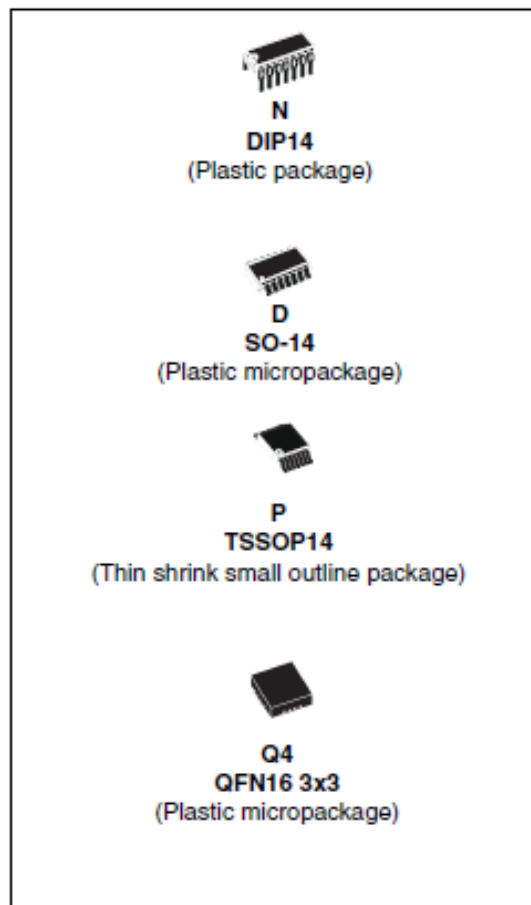 N
DIP14
(Plastic package)
D
SO-14
(Plastic micropackage)
P
TSSOP14
(Thin shrink small outline package)
Q4
QFN16 3x3
(Plastic micropackage)